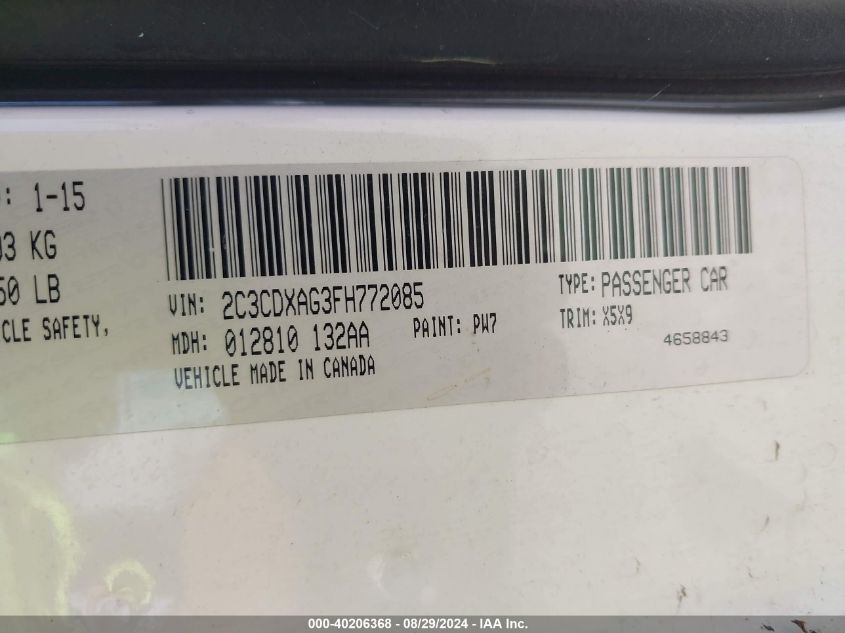 : 1-15
03 KG
50 LB
CLE SAFETY,
VIN: 2C3CDXAG3FH772085
TYPE: PASSENGER CAR
MDH: 012810 132AA
PAINT: PW7
TRIM: X5X9
4658843
VEHICLE MADE IN CANADA
000-40206368 - 08/29/2024 - IAA Inc.